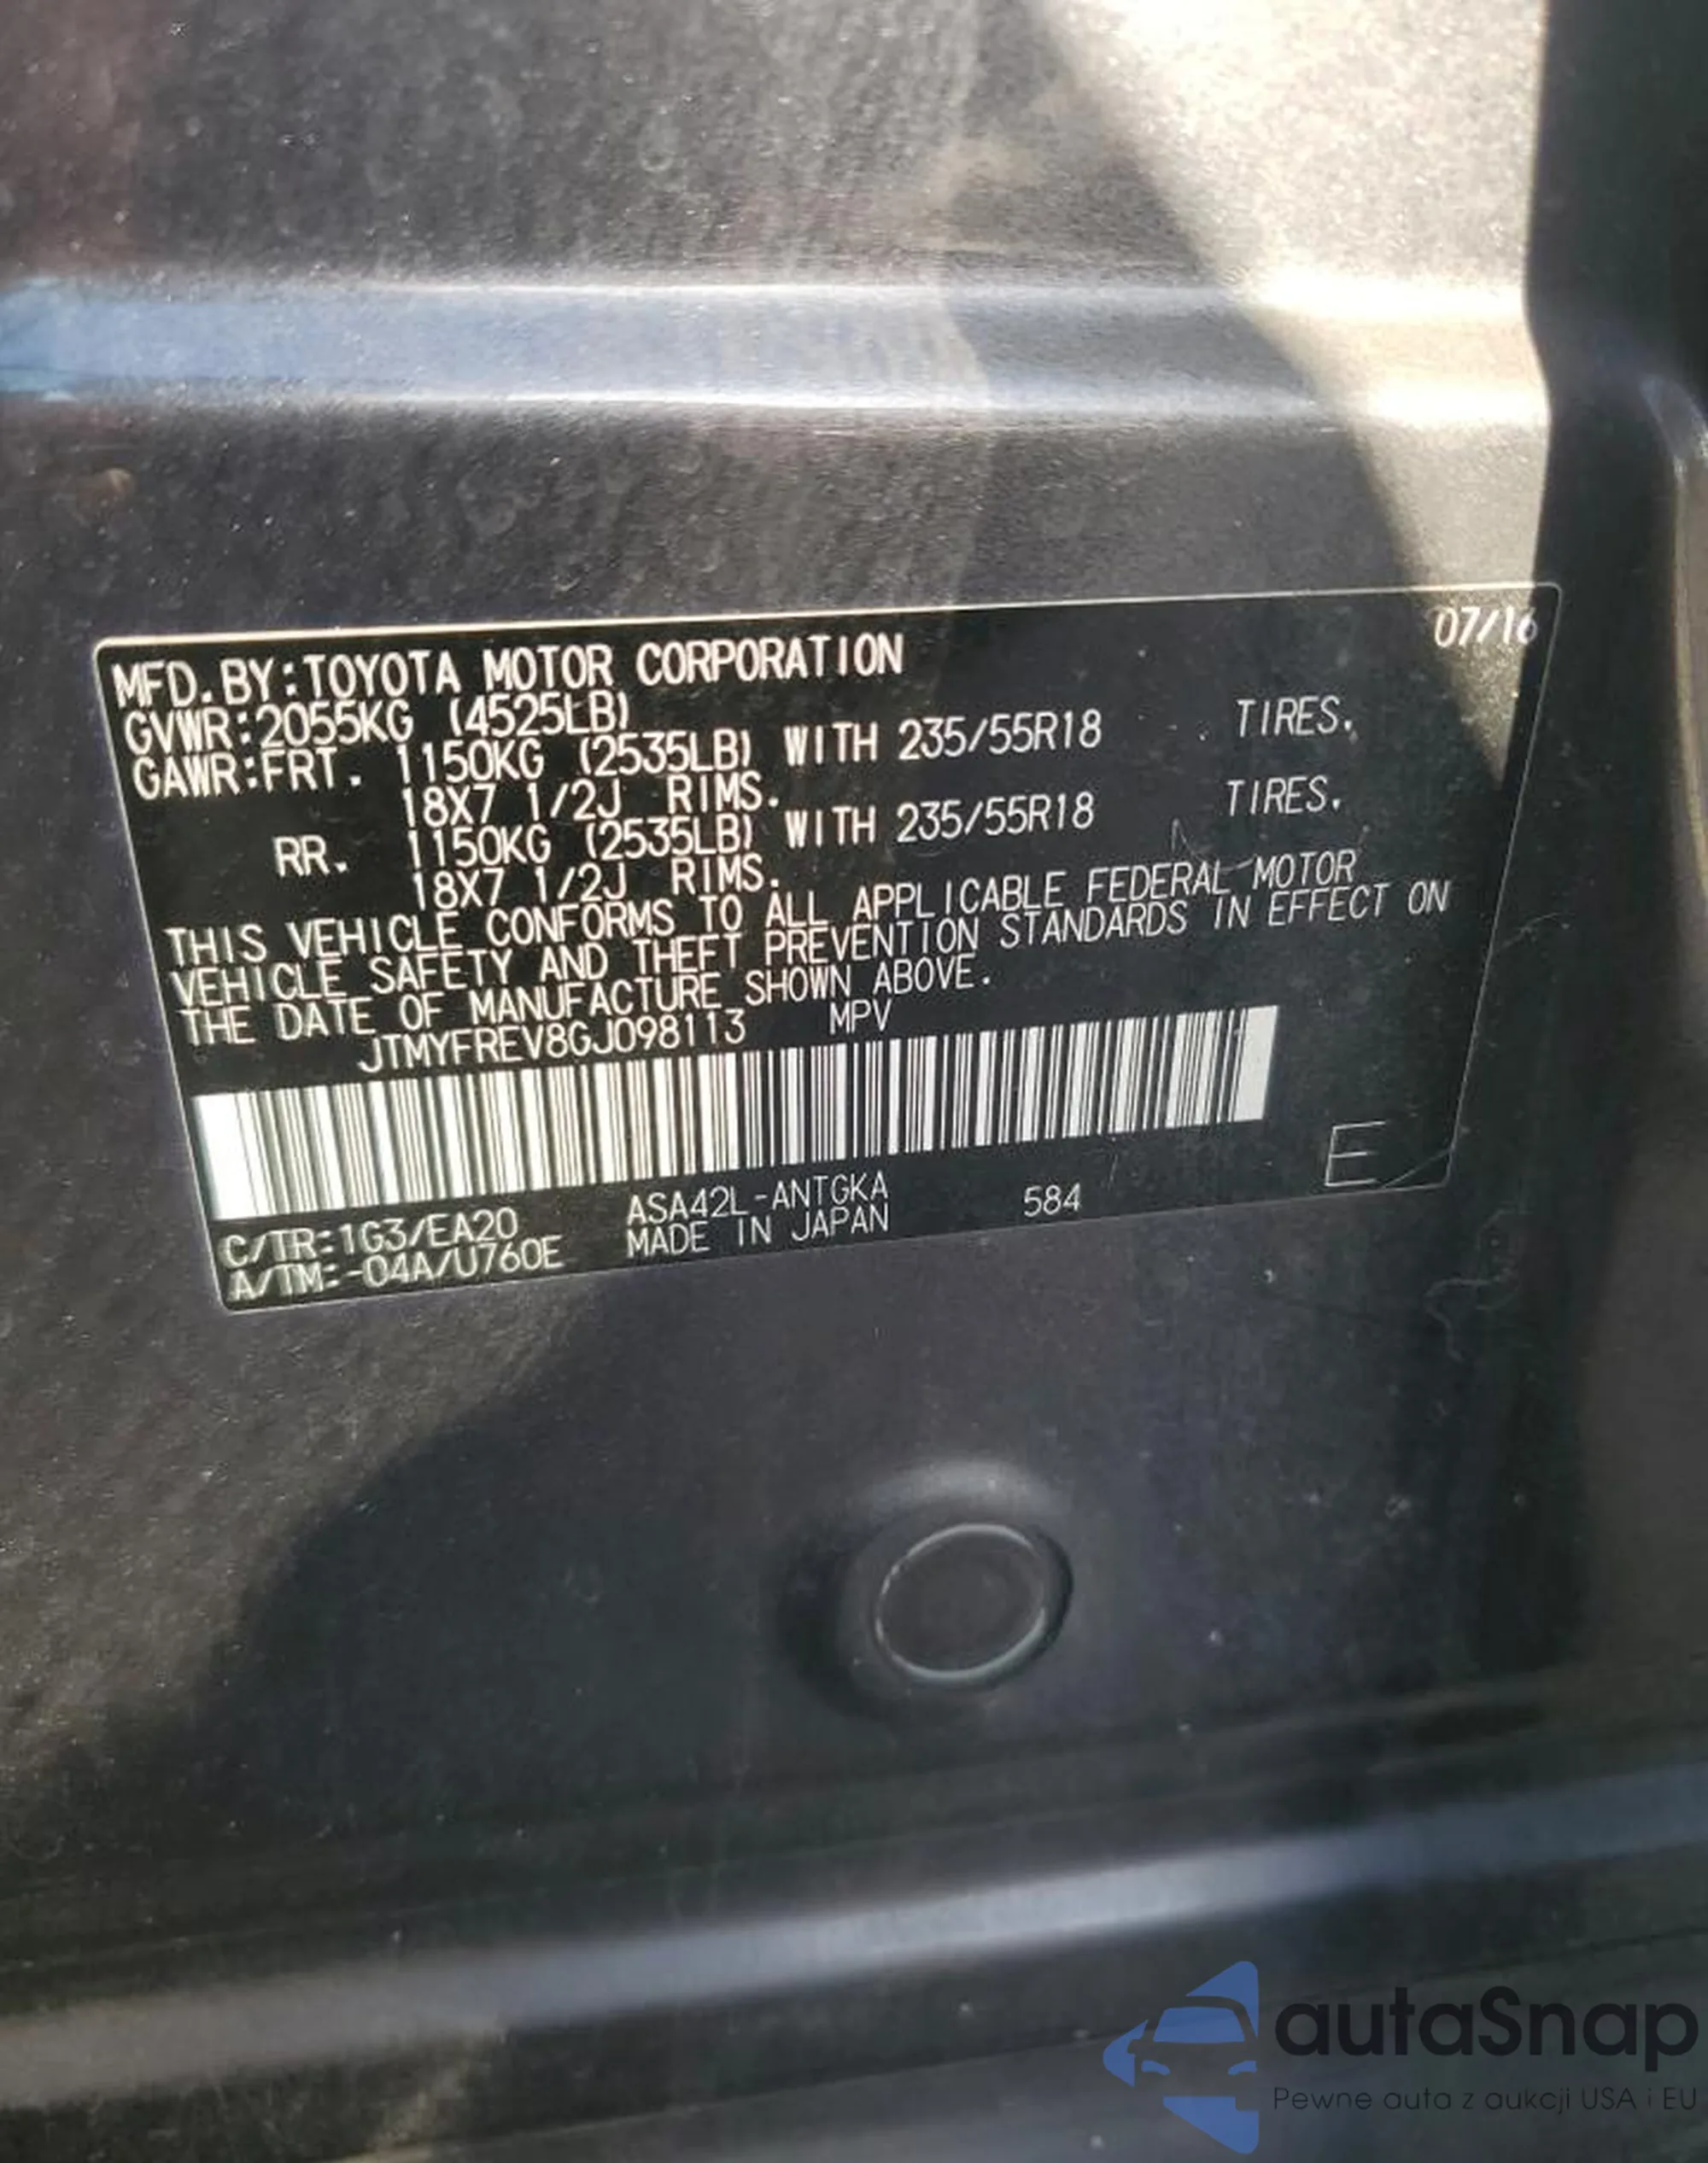 07/16
MFD.BY:TOYOTA MOTOR CORPORATION
GVWR:2055KG (4525LB)
GAWR:FRT. 1150KG (2535LB) WITH 235/55R18 TIRES.
18X7 1/2J RIMS.
RR. 1150KG (2535LB) WITH 235/55R18 TIRES.
18X7 1/2J RIMS.
THIS VEHICLE CONFORMS TO ALL APPLICABLE FEDERAL MOTOR
VEHICLE SAFETY AND THEFT PREVENTION STANDARDS IN EFFECT ON
THE DATE OF MANUFACTURE SHOWN ABOVE.
JTMYFREV8GJ098113 MPV
C/TR:1G3/EA20 ASA42L-ANTGKA 584 E
A/TM:-04A/U760E MADE IN JAPAN
autaSnap
Pewne auta z aukcji USA i EU